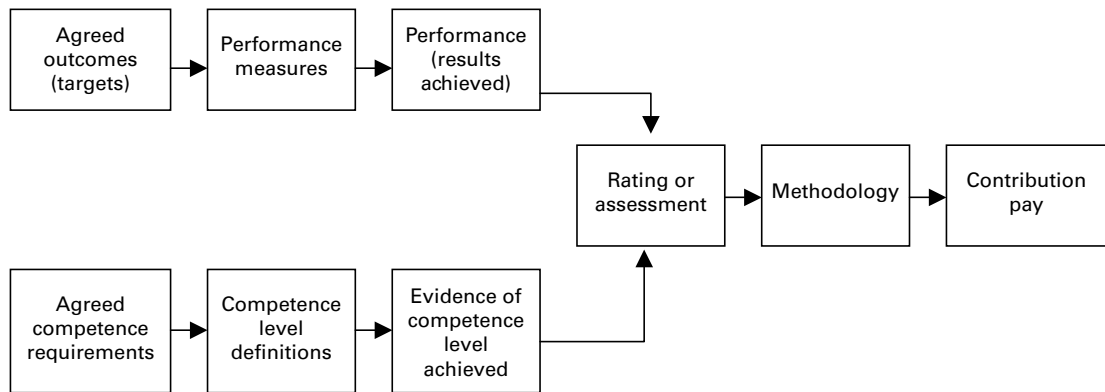 Agreed
outcomes
(targets)
Performance
measures
Performance
(results
achieved)
Rating or
assessment
Methodology
Contribution
pay
Agreed
competence
requirements
Competence
level
definitions
Evidence of
competence
level
achieved